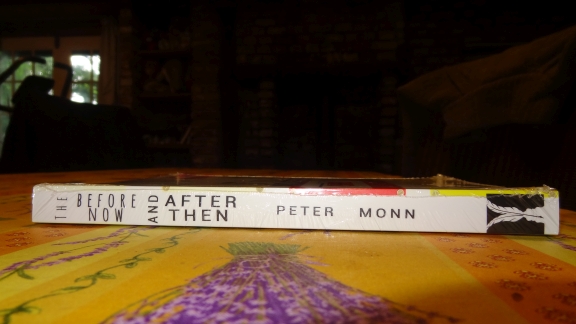 THE BEFORE NOW AND AFTER THEN PETER MONN